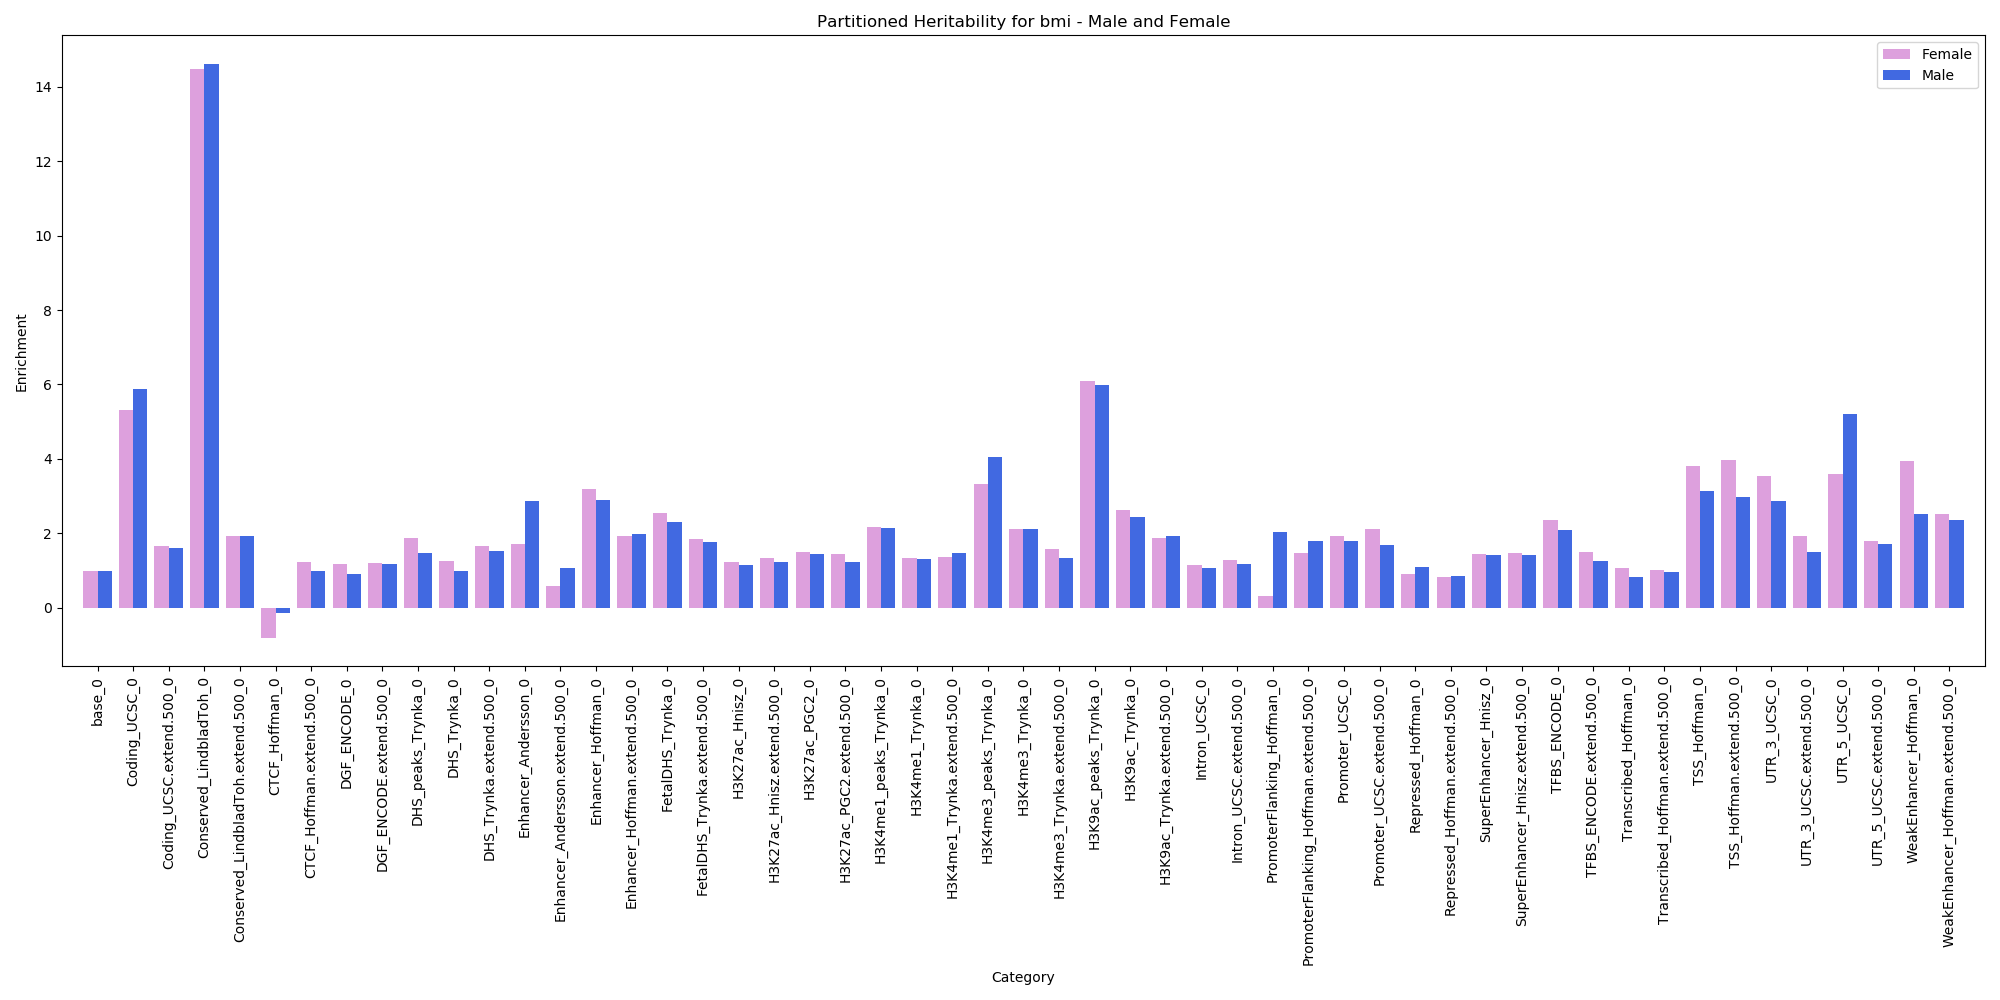 Partitioned Heritability for bmi - Male and Female
Female
Male
Enrichment
14
12
10
8
6
4
2
0
base_0
Coding_UCSC_0
Coding_UCSC.extend.500_0
Conserved_LindbladToh_0
Conserved_LindbladToh.extend.500_0
CTCF_Hoffman_0
CTCF_Hoffman.extend.500_0
DGF_ENCODE_0
DGF_ENCODE.extend.500_0
DHS_peaks_Trynka_0
DHS_Trynka_0
DHS_Trynka.extend.500_0
Enhancer_Andersson_0
Enhancer_Andersson.extend.500_0
Enhancer_Hoffman_0
Enhancer_Hoffman.extend.500_0
FetalDHS_Trynka_0
FetalDHS_Trynka.extend.500_0
H3K27ac_Hnisz_0
H3K27ac_Hnisz.extend.500_0
H3K27ac_PGC2_0
H3K27ac_PGC2.extend.500_0
H3K4me1_peaks_Trynka_0
H3K4me1_Trynka_0
H3K4me1_Trynka.extend.500_0
H3K4me3_peaks_Trynka_0
H3K4me3_Trynka_0
H3K4me3_Trynka.extend.500_0
H3K9ac_peaks_Trynka_0
H3K9ac_Trynka_0
H3K9ac_Trynka.extend.500_0
Intron_UCSC_0
Intron_UCSC.extend.500_0
PromoterFlanking_Hoffman_0
PromoterFlanking_Hoffman.extend.500_0
Promoter_UCSC_0
Promoter_UCSC.extend.500_0
Repressed_Hoffman_0
Repressed_Hoffman.extend.500_0
SuperEnhancer_Hnisz_0
SuperEnhancer_Hnisz.extend.500_0
TFBS_ENCODE_0
TFBS_ENCODE.extend.500_0
Transcribed_Hoffman_0
Transcribed_Hoffman.extend.500_0
TSS_Hoffman_0
TSS_Hoffman.extend.500_0
UTR_3_UCSC_0
UTR_3_UCSC.extend.500_0
UTR_5_UCSC_0
UTR_5_UCSC.extend.500_0
WeakEnhancer_Hoffman_0
WeakEnhancer_Hoffman.extend.500_0
Category